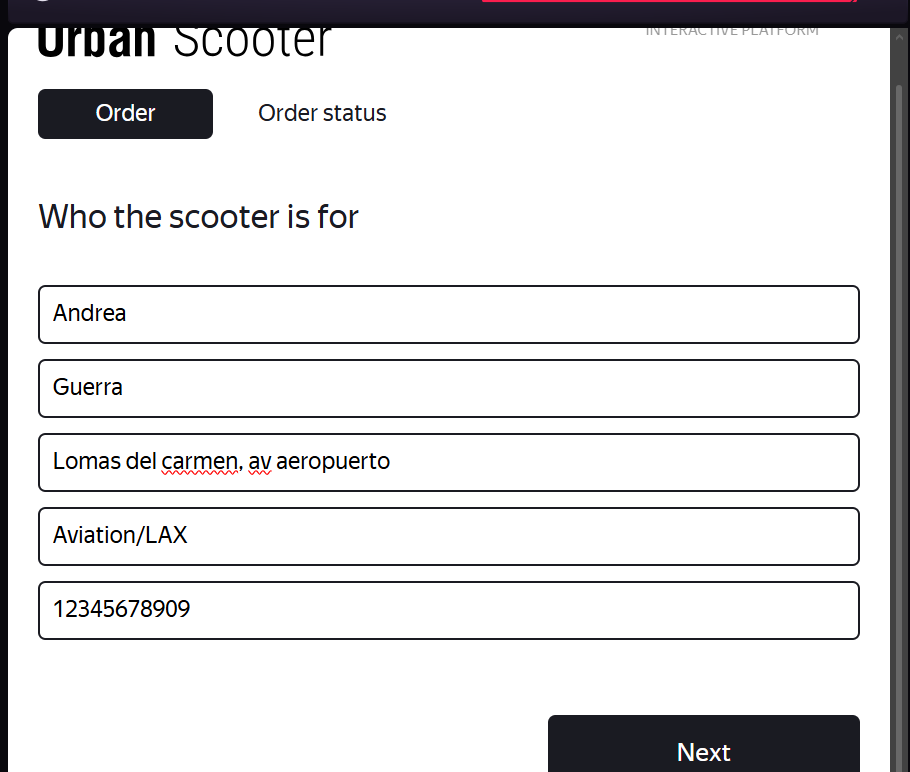 Urban Scooter
INTERACTIVE PLATFORM
Order
Order status
Who the scooter is for
Andrea
Guerra
Lomas del carmen, av aeropuerto
Aviation/LAX
12345678909
Next